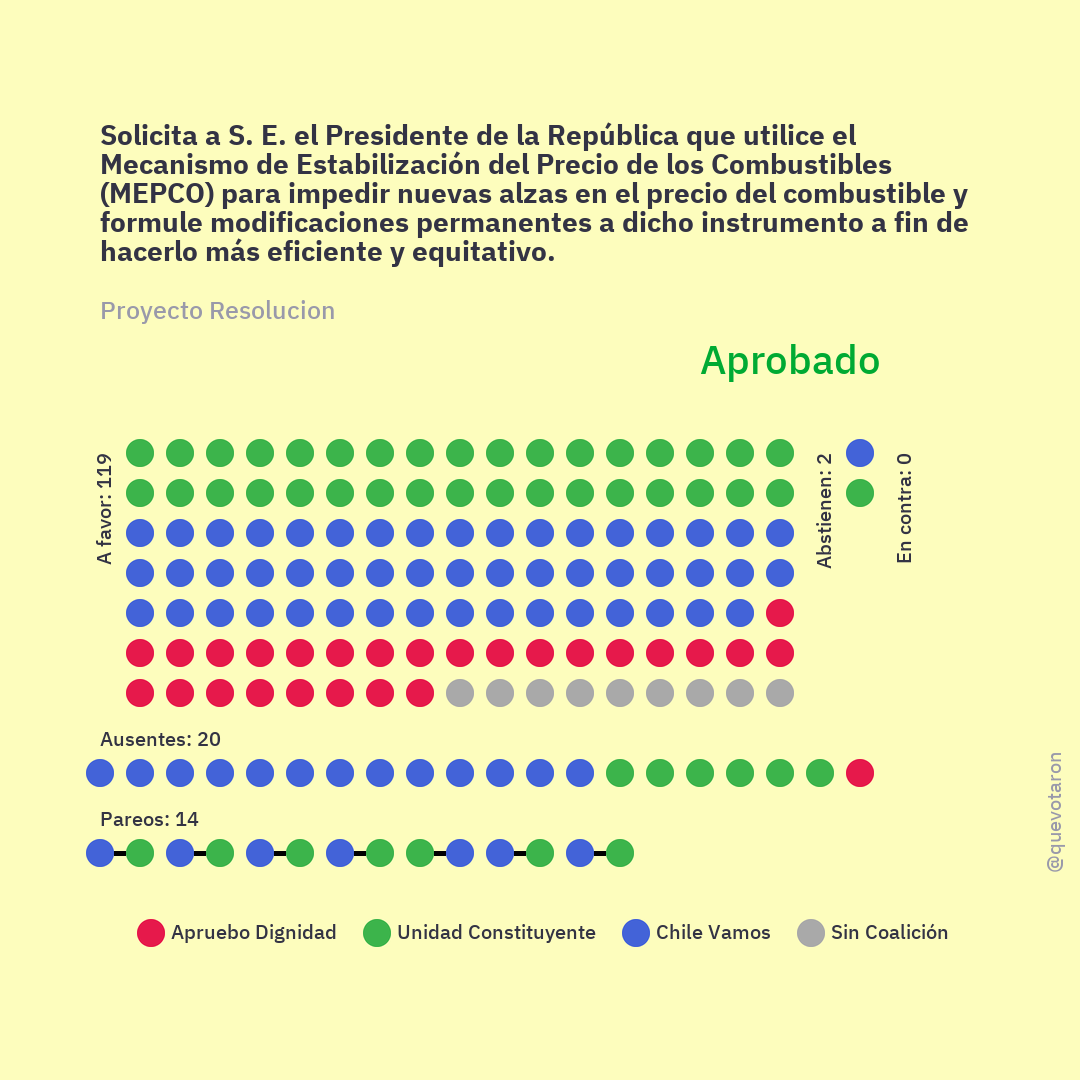 Solicita a S. E. el Presidente de la República que utilice el
Mecanismo de Estabilización del Precio de los Combustibles
(MEPCO) para impedir nuevas alzas en el precio del combustible y
formule modificaciones permanentes a dicho instrumento a fin de
hacerlo más eficiente y equitativo.
Proyecto Resolucion
Aprobado
A favor: 119
Abstienen: 2
En contra: 0
Ausentes: 20
Pareos: 14
@quevotaron
Apruebo Dignidad
Unidad Constituyente
Chile Vamos
Sin Coalición